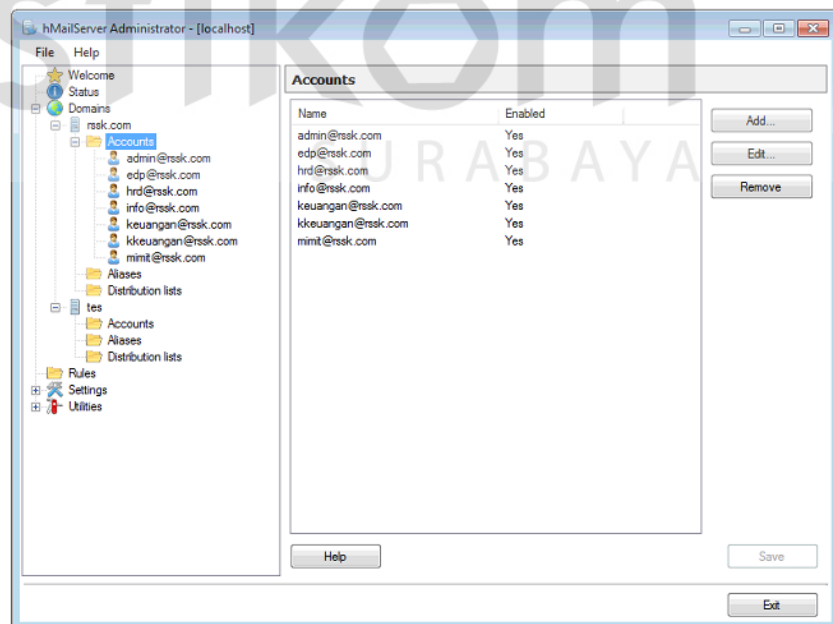 stikom
SURABAYA
hMailServer Administrator - [localhost]
File Help
Welcome
Status
Domains
rssk.com
Accounts
admin@rssk.com
edp@rssk.com
hrd@rssk.com
info@rssk.com
keuangan@rssk.com
kkeuangan@rssk.com
mimit@rssk.com
Aliases
Distribution lists
tes
Accounts
Aliases
Distribution lists
Rules
Settings
Utilities
Accounts
Name Enabled
admin@rssk.com Yes
edp@rssk.com Yes
hrd@rssk.com Yes
info@rssk.com Yes
keuangan@rssk.com Yes
kkeuangan@rssk.com Yes
mimit@rssk.com Yes
Add...
Edit...
Remove
Help
Save
Exit